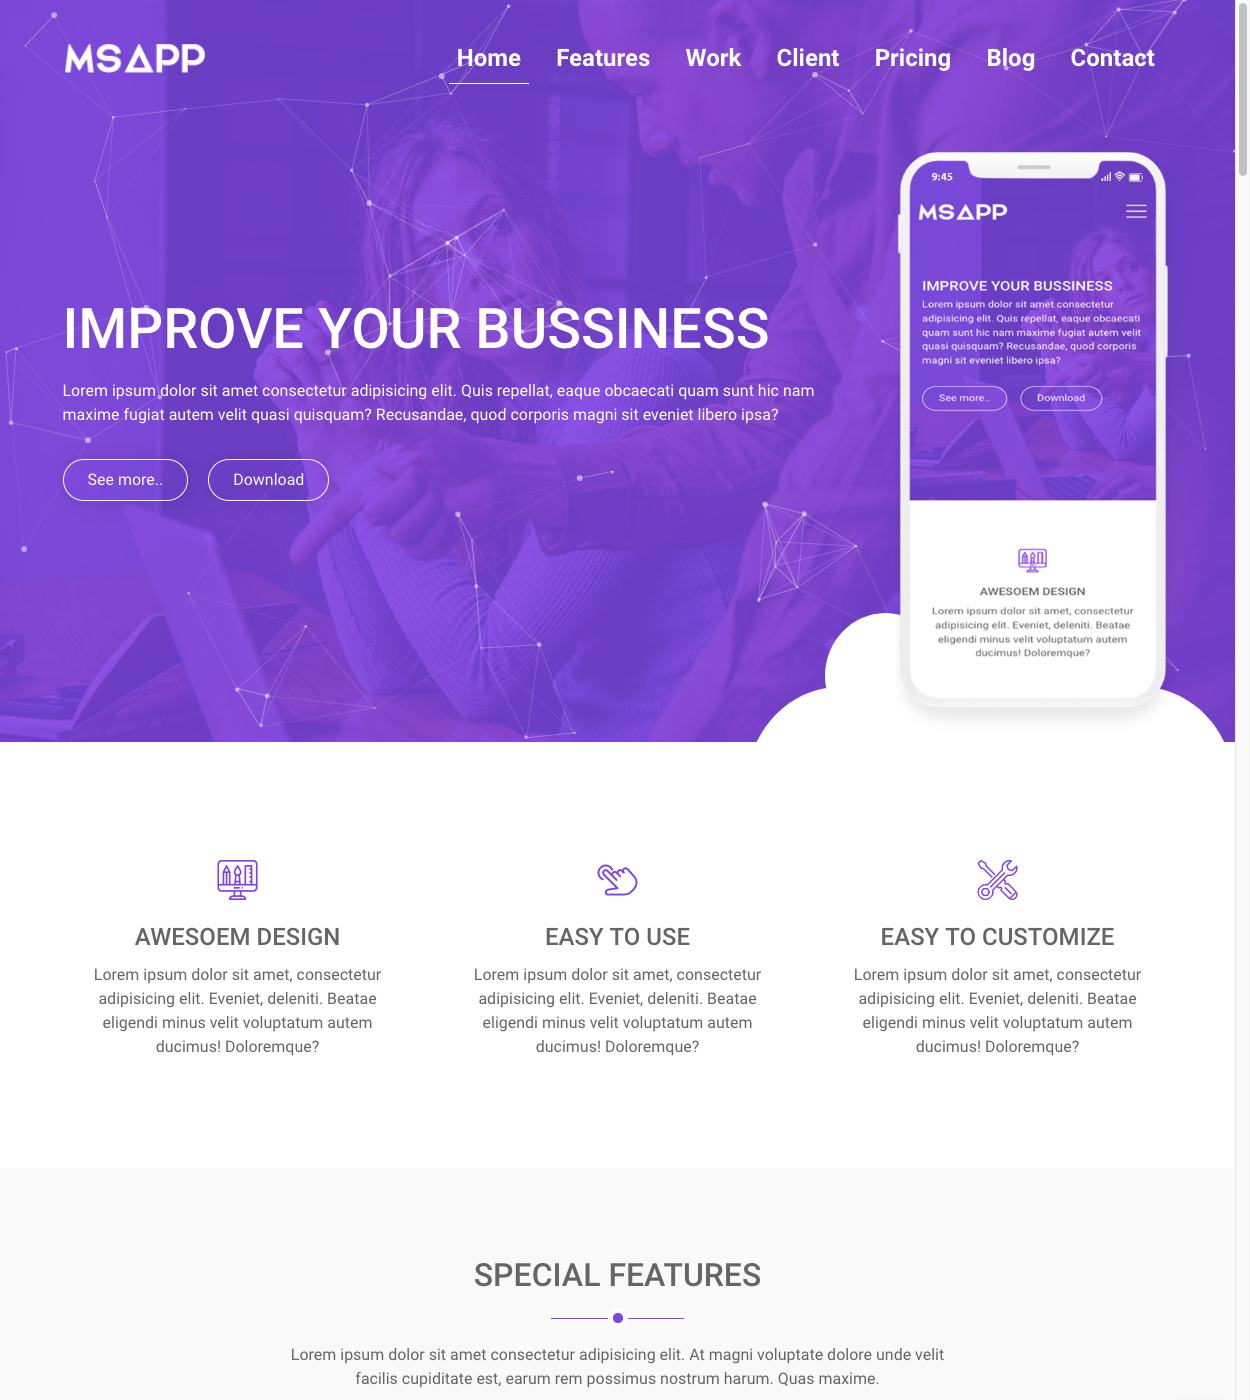 MSAPP
Home Features Work Client Pricing Blog Contact
IMPROVE YOUR BUSSINESS
Lorem ipsum dolor sit amet consectetur adipisicing elit. Quis repellat, eaque obcaecati quam sunt hic nam
maxime fugiat autem velit quasi quisquam? Recusandae, quod corporis magni sit eveniet libero ipsa?
See more.. Download
9:45
MSAPP
IMPROVE YOUR BUSSINESS
Lorem ipsum dolor sit amet consectetur
adipisicing elit. Quis repellat, eaque obcaecati
quam sunt hic nam maxime fugiat autem velit
quasi quisquam? Recusandae, quod corporis
magni sit eveniet libero ipsa?
See more.. Download
AWESOEM DESIGN
Lorem ipsum dolor sit amet, consectetur
adipisicing elit. Eveniet, deleniti. Beatae
eligendi minus velit voluptatum autem
ducimus! Doloremque?
AWESOEM DESIGN
Lorem ipsum dolor sit amet, consectetur
adipisicing elit. Eveniet, deleniti. Beatae
eligendi minus velit voluptatum autem
ducimus! Doloremque?
EASY TO USE
Lorem ipsum dolor sit amet, consectetur
adipisicing elit. Eveniet, deleniti. Beatae
eligendi minus velit voluptatum autem
ducimus! Doloremque?
EASY TO CUSTOMIZE
Lorem ipsum dolor sit amet, consectetur
adipisicing elit. Eveniet, deleniti. Beatae
eligendi minus velit voluptatum autem
ducimus! Doloremque?
SPECIAL FEATURES
Lorem ipsum dolor sit amet consectetur adipisicing elit. At magni voluptate dolore unde velit
facilis cupiditate est, earum rem possimus nostrum harum. Quas maxime.